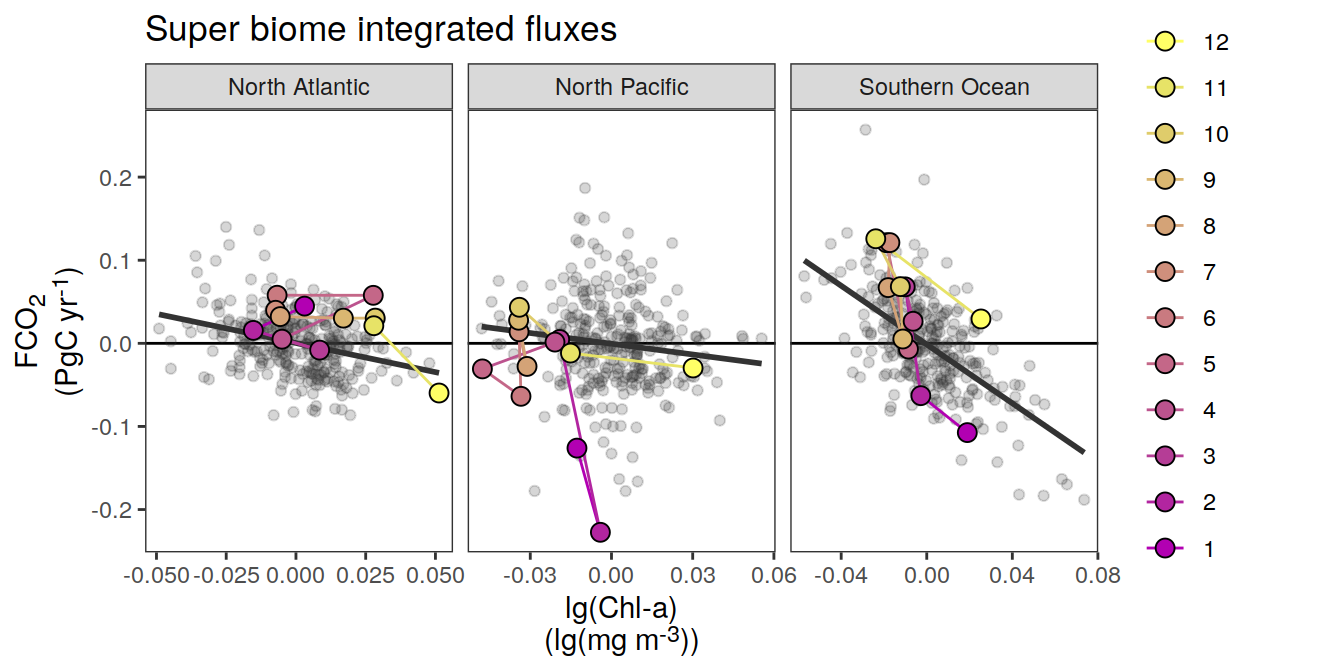 Super biome integrated fluxes
North Atlantic
North Pacific
Southern Ocean
FCO₂
(PgC yr⁻¹)
0.2
0.1
0.0
-0.1
-0.2
-0.050 -0.025 0.000 0.025 0.050
-0.03 0.00 0.03 0.06
-0.04 0.00 0.04 0.08
lg(Chl-a)
(lg(mg m⁻³))
12
11
10
9
8
7
6
5
4
3
2
1